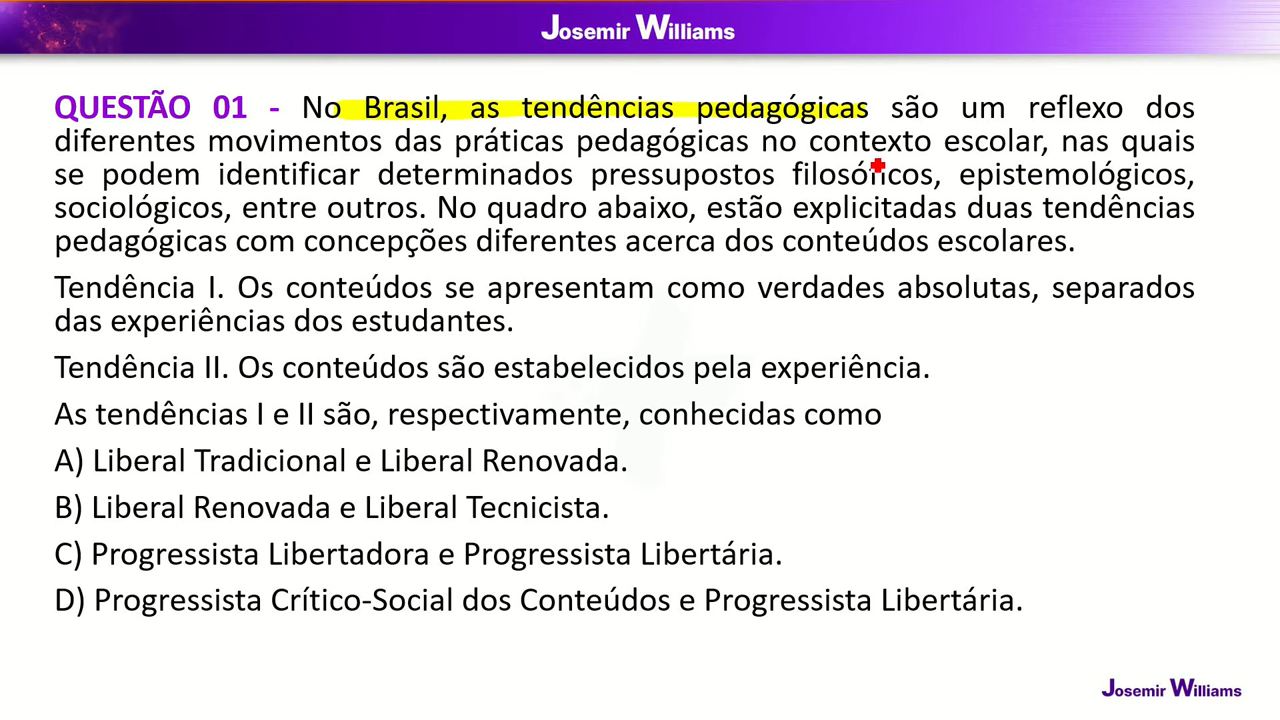 Josemir Williams
QUESTÃO 01 - No Brasil, as tendências pedagógicas são um reflexo dos
diferentes movimentos das práticas pedagógicas no contexto escolar, nas quais
se podem identificar determinados pressupostos filosóficos, epistemológicos,
sociológicos, entre outros. No quadro abaixo, estão explicitadas duas tendências
pedagógicas com concepções diferentes acerca dos conteúdos escolares.
Tendência I. Os conteúdos se apresentam como verdades absolutas, separados
das experiências dos estudantes.
Tendência II. Os conteúdos são estabelecidos pela experiência.
As tendências I e II são, respectivamente, conhecidas como
A) Liberal Tradicional e Liberal Renovada.
B) Liberal Renovada e Liberal Tecnicista.
C) Progressista Libertadora e Progressista Libertária.
D) Progressista Crítico-Social dos Conteúdos e Progressista Libertária.
Josemir Williams